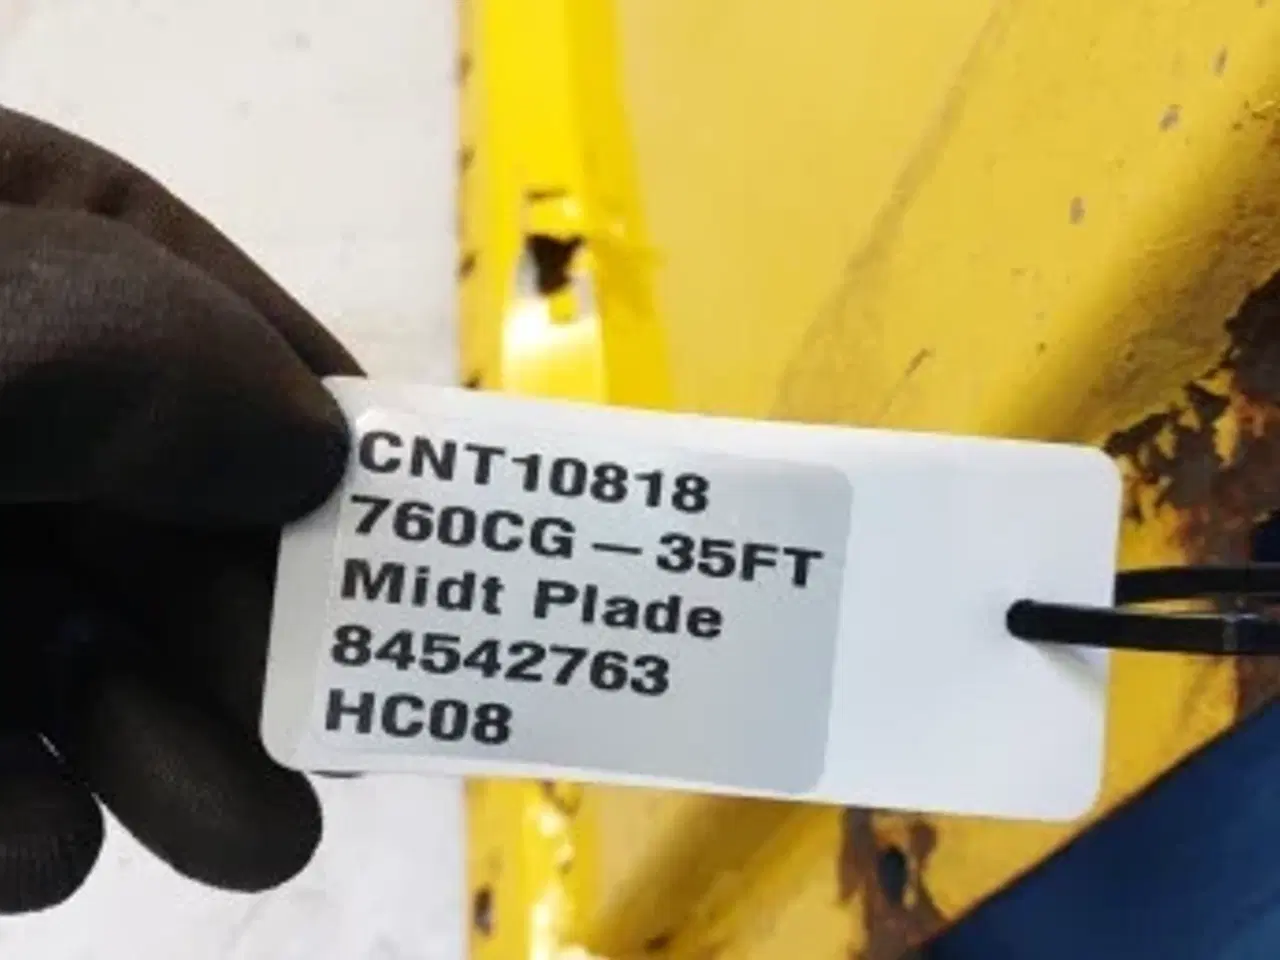 CNT10818
760CG – 35FT
Midt Plade
84542763
HC08